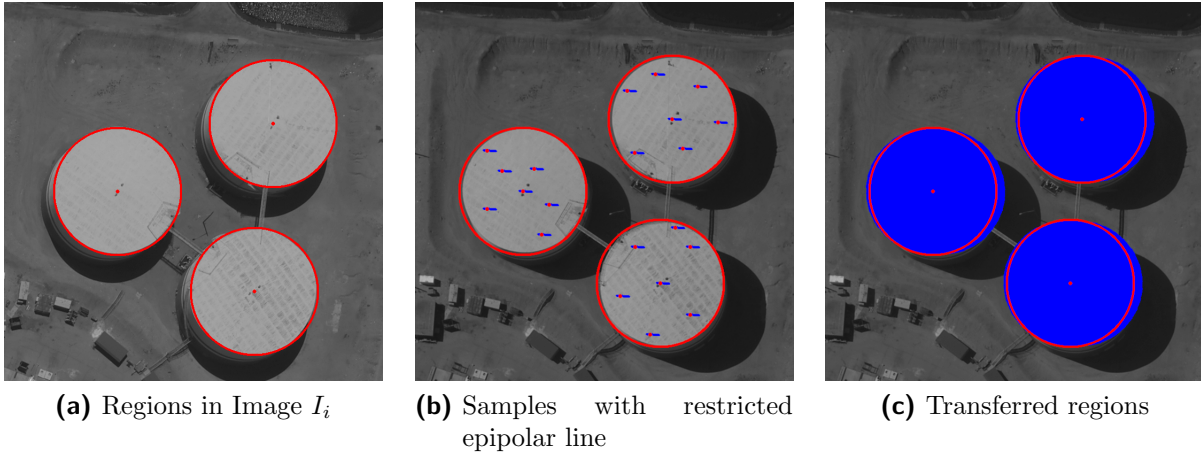 (a) Regions in Image I_i
(b) Samples with restricted
epipolar line
(c) Transferred regions